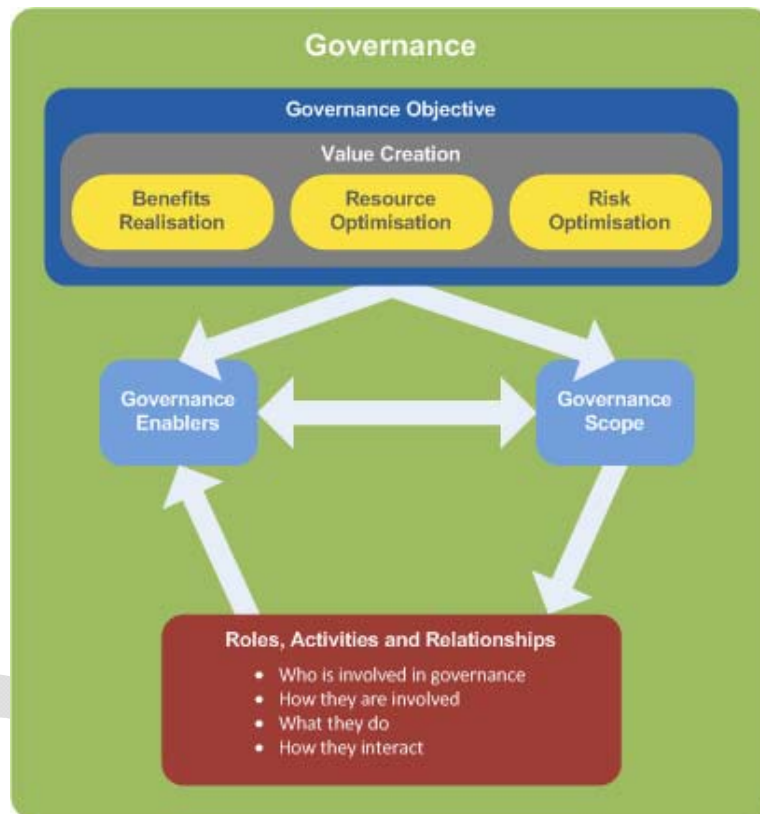 Governance
Governance Objective
Value Creation
Benefits
Realisation
Resource
Optimisation
Risk
Optimisation
Governance
Enablers
Governance
Scope
Roles, Activities and Relationships
• Who is involved in governance
• How they are involved
• What they do
• How they interact